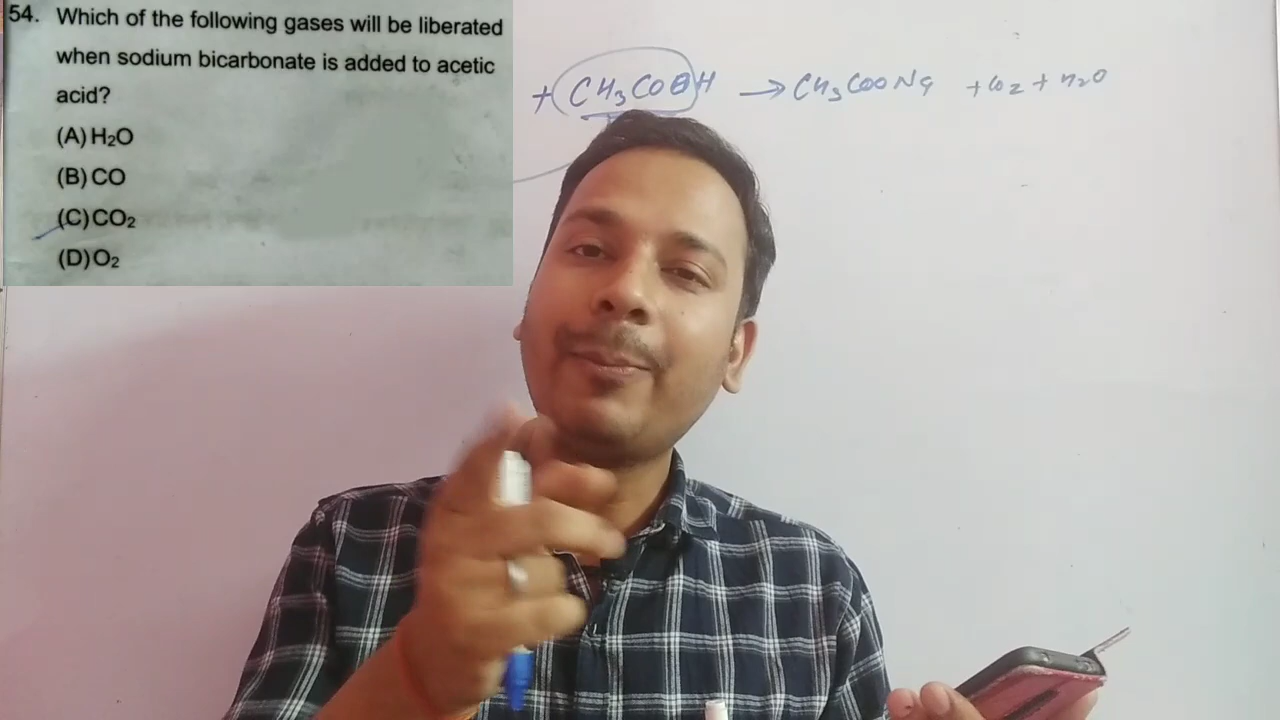 54. Which of the following gases will be liberated
when sodium bicarbonate is added to acetic
acid?
(A) H₂O
(B) CO
(C) CO₂
(D) O₂
+ CH₃COOH → CH₃COONa + CO₂ + H₂O